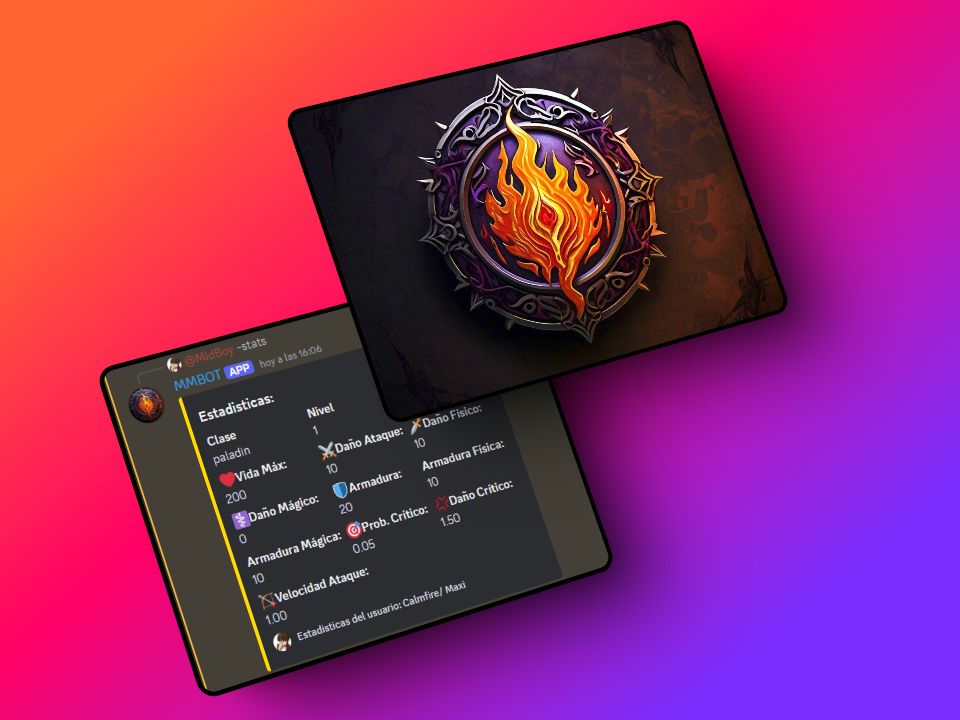 @MidBoy -stats
MMBOT APP hoy a las 16:06
Estadisticas:
Clase
paladin
Nivel
1
Vida Máx:
200
Daño Ataque:
10
Daño Físico:
10
Daño Mágico:
0
Armadura:
20
Armadura Física:
10
Armadura Mágica:
10
Prob. Crítico:
0.05
Daño Crítico:
1.50
Velocidad Ataque:
1.00
Estadisticas del usuario: Calmfire/ Maxi